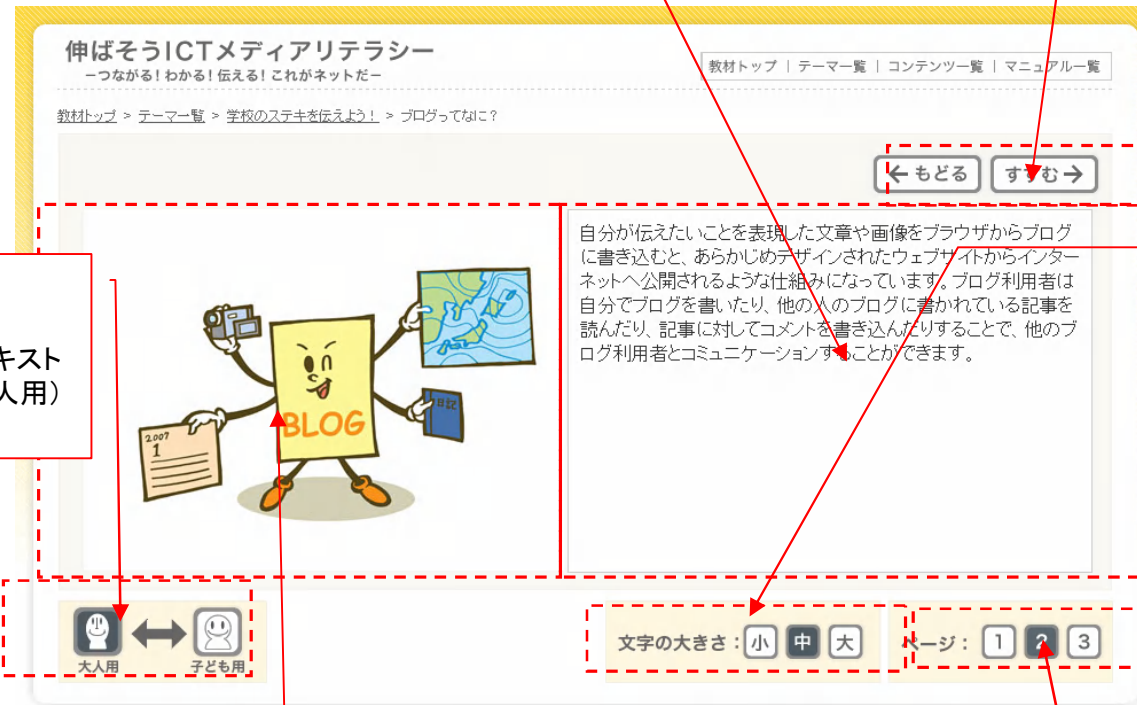 伸ばそうICTメディアリテラシー
−つながる！わかる！伝える！これがネットだ−
教材トップ | テーマ一覧 | コンテンツ一覧 | マニュアル一覧
教材トップ > テーマ一覧 > 学校のステキを伝えよう！ > ブログってなに？
←もどる
すすむ→
自分が伝えたいことを表現した文章や画像をブラウザからブログ
に書き込むと、あらかじめデザインされたウェブサイトからインター
ネットへ公開されるような仕組みになっています。ブログ利用者は
自分でブログを書いたり、他の人のブログに書かれている記事を
読んだり、記事に対してコメントを書き込んだりすることで、他のブ
ログ利用者とコミュニケーションすることができます。
キスト
人用）
2007
1
BLOG
日記
大人用
子ども用
文字の大きさ：小 中 大
ページ： 1 2 3